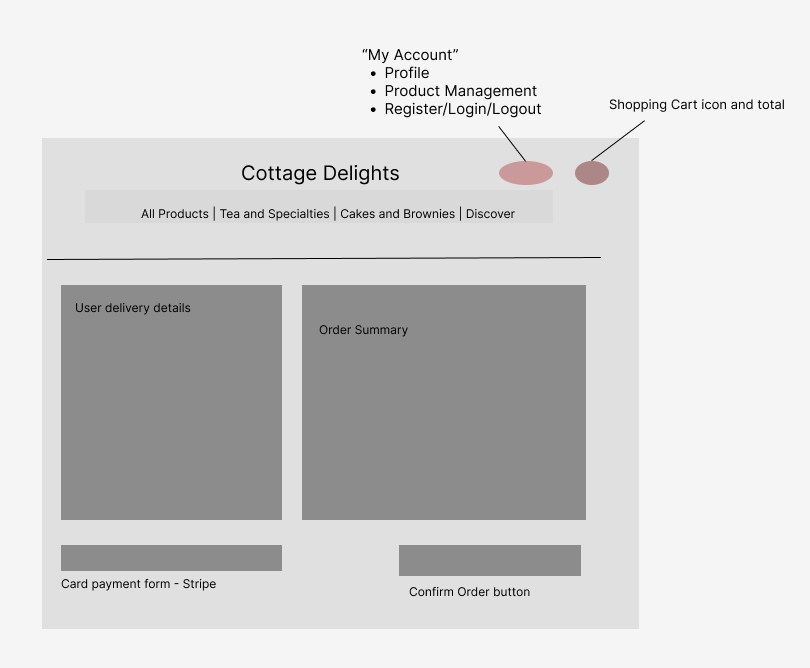 “My Account”
• Profile
• Product Management
• Register/Login/Logout
Shopping Cart icon and total
Cottage Delights
All Products | Tea and Specialties | Cakes and Brownies | Discover
User delivery details
Order Summary
Card payment form - Stripe
Confirm Order button